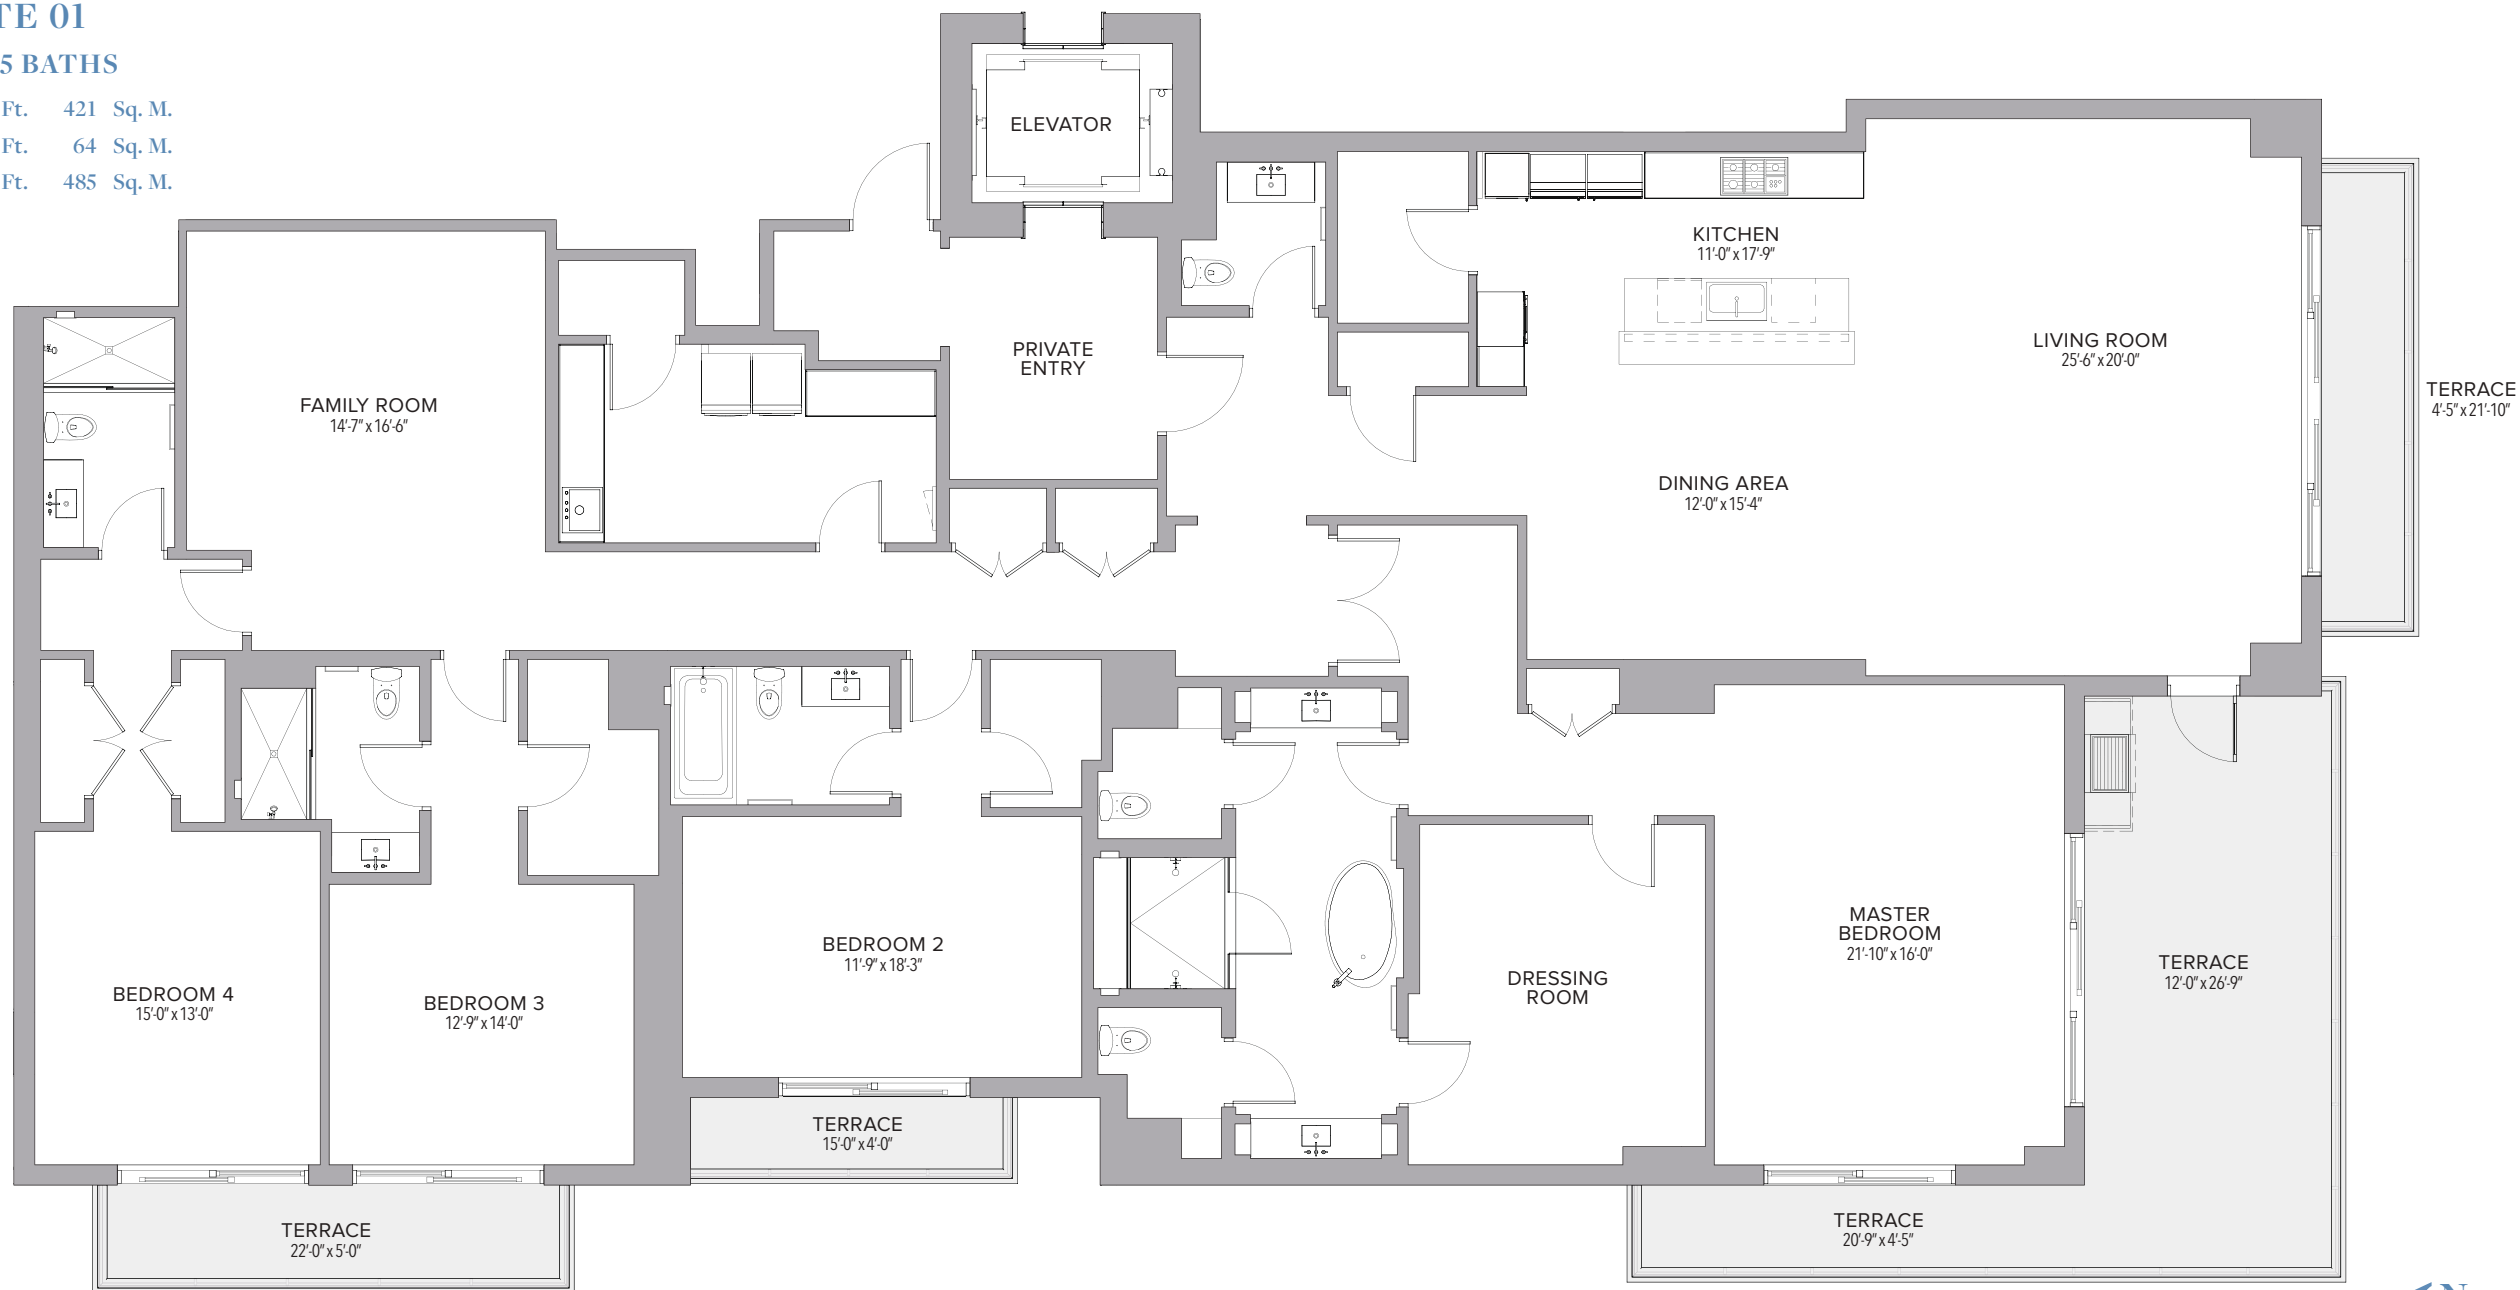 TE 01
5 BATHS
Ft. 421 Sq. M.
Ft. 64 Sq. M.
Ft. 485 Sq. M.
ELEVATOR
KITCHEN
11'-0" x 17'-9"
LIVING ROOM
25'-6" x 20'-0"
PRIVATE
ENTRY
TERRACE
4'-5" x 21'-10"
FAMILY ROOM
14'-7" x 16'-6"
DINING AREA
12'-0" x 15'-4"
MASTER
BEDROOM
21'-10" x 16'-0"
BEDROOM 2
11'-9" x 18'-3"
TERRACE
12'-0" x 26'-9"
DRESSING
ROOM
BEDROOM 4
15'-0" x 13'-0"
BEDROOM 3
12'-9" x 14'-0"
TERRACE
15'-0" x 4'-0"
TERRACE
20'-9" x 4'-5"
TERRACE
22'-0" x 5'-0"
N